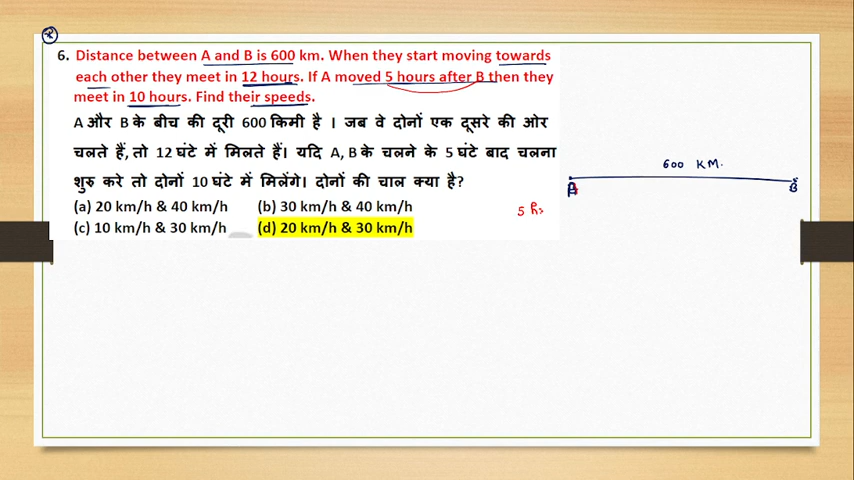 6. Distance between A and B is 600 km. When they start moving towards
each other they meet in 12 hours. If A moved 5 hours after B then they
meet in 10 hours. Find their speeds.
A और B के बीच की दूरी 600 किमी है । जब वे दोनों एक दूसरे की ओर
चलते हैं, तो 12 घंटे में मिलते हैं। यदि A, B के चलने के 5 घंटे बाद चलना
शुरु करे तो दोनों 10 घंटे में मिलेंगे। दोनों की चाल क्या है?
(a) 20 km/h & 40 km/h (b) 30 km/h & 40 km/h
(c) 10 km/h & 30 km/h (d) 20 km/h & 30 km/h
600 KM.
A B
5 hs